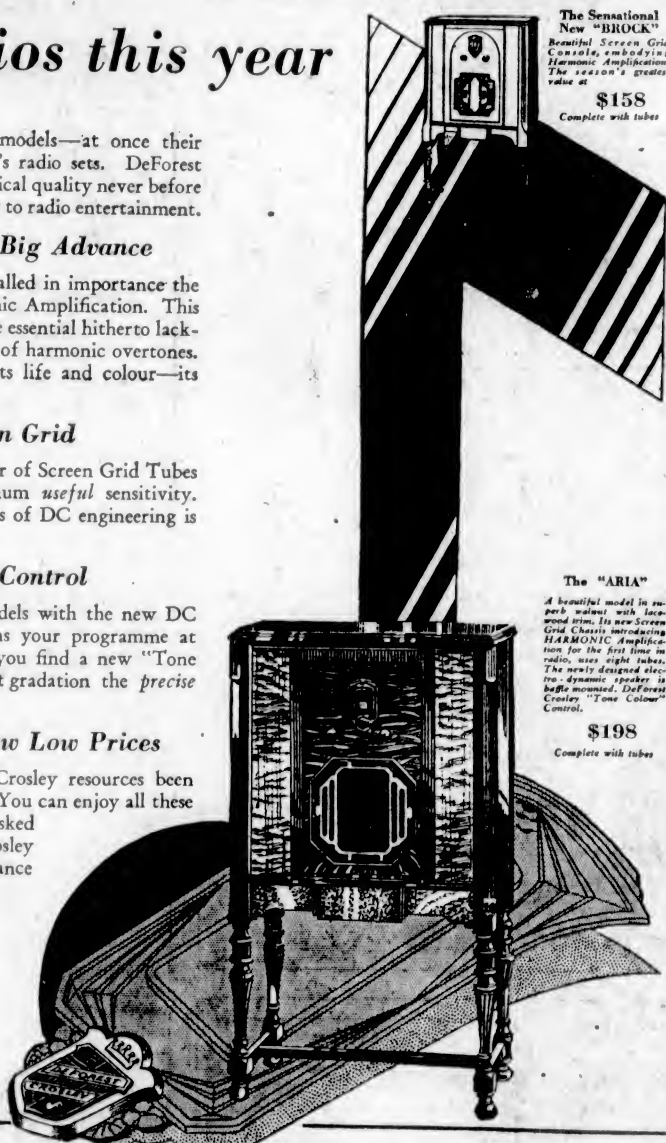 ios this year
models—at once their
's radio sets. DeForest
ical quality never before
to radio entertainment.
Big Advance
alled in importance the
nic Amplification. This
e essential hitherto lack-
of harmonic overtones.
ts life and colour—its
n Grid
r of Screen Grid Tubes
um useful sensitivity.
s of DC engineering is
Control
dels with the new DC
as your programme at
you find a new "Tone
t gradation the precise
w Low Prices
Crosley resources been
You can enjoy all these
sked
osley
ance
The Sensational
New "BROCK"
Beautiful Screen Grid
Console, embodying
Harmonic Amplification
The season's greatest
value at
$158
Complete with tubes
The "ARIA"
A beautiful model in su-
perb walnut with lace-
wood trim. Its new Screen
Grid Chassis introducing
HARMONIC Amplifica-
tion for the first time in
radio, uses eight tubes.
The newly designed elec-
tro-dynamic speaker is
baffle mounted. DeForest
Crosley "Tone Colour"
Control.
$198
Complete with tubes
DEFOREST
CROSLEY